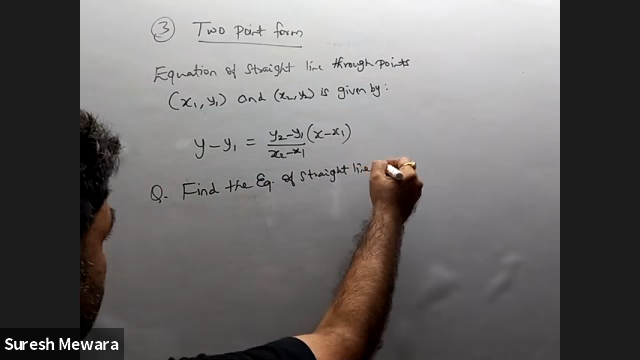 ③ Two point form
Equation of straight line through points
(x₁, y₁) and (x₂, y₂) is given by:
y - y₁ = \frac{y₂-y₁}{x₂-x₁}(x-x₁)
Q. Find the Eq. of straight line
Suresh Mewara